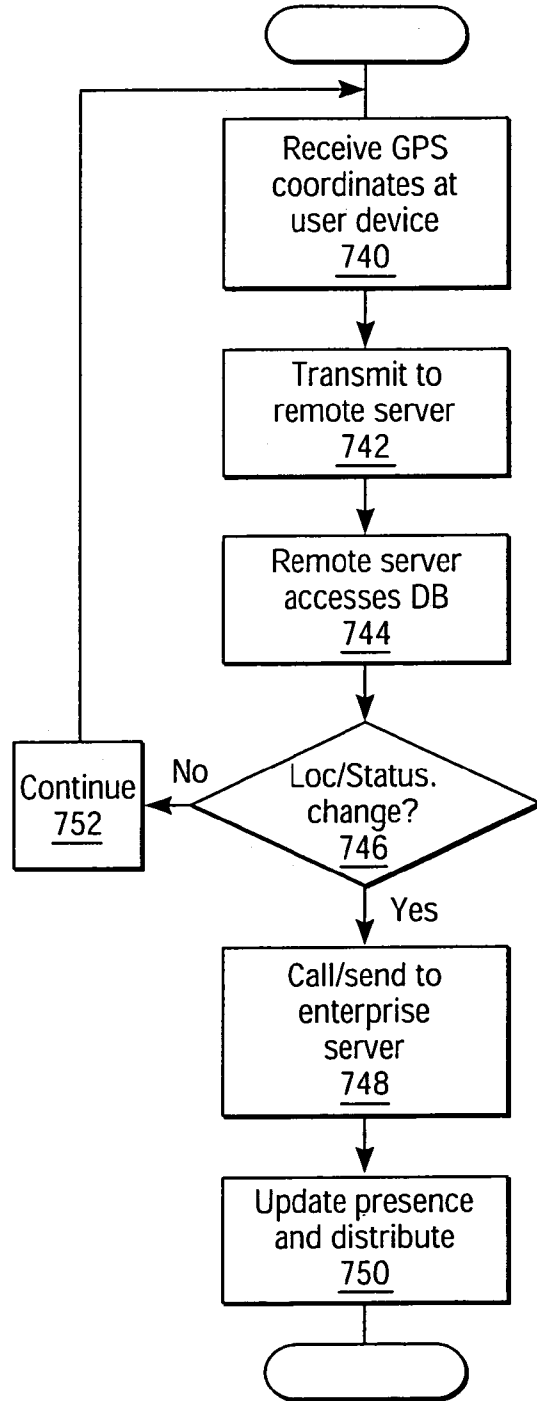 Receive GPS
coordinates at
user device
740
Transmit to
remote server
742
Remote server
accesses DB
744
Loc/Status.
change?
746
No
Continue
752
Yes
Call/send to
enterprise
server
748
Update presence
and distribute
750